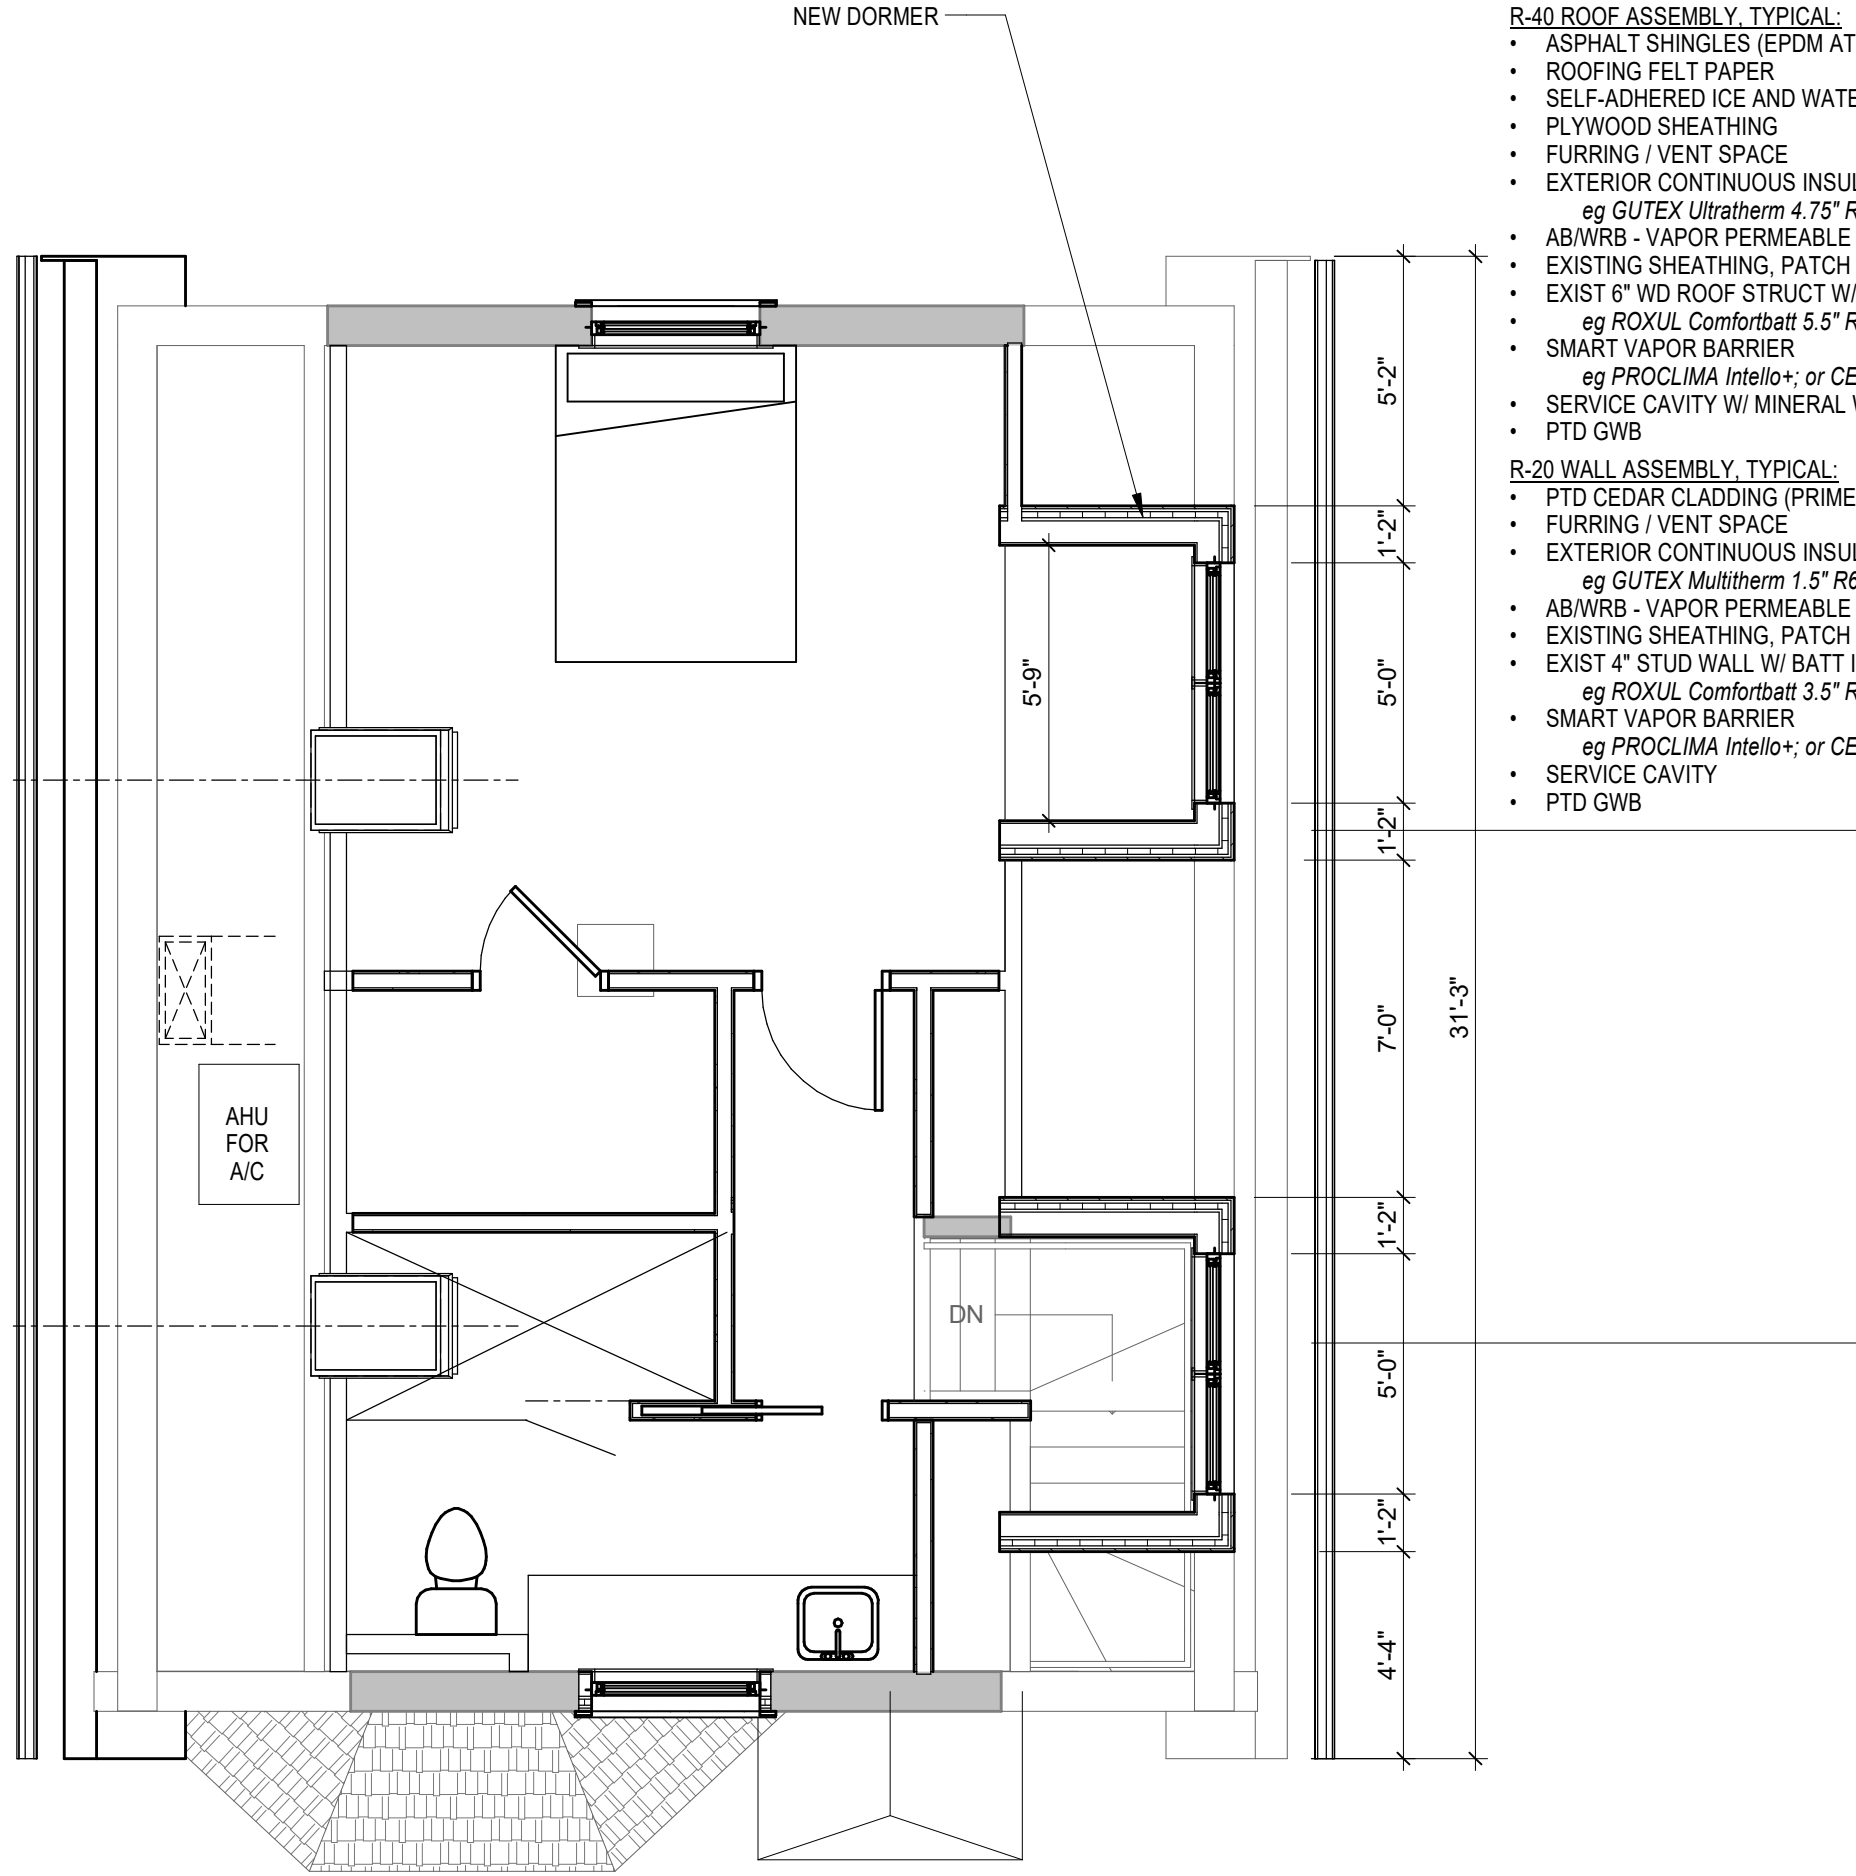 NEW DORMER
R-40 ROOF ASSEMBLY, TYPICAL:
• ASPHALT SHINGLES (EPDM AT
• ROOFING FELT PAPER
• SELF-ADHERED ICE AND WATE
• PLYWOOD SHEATHING
• FURRING / VENT SPACE
• EXTERIOR CONTINUOUS INSUL
eg GUTEX Ultratherm 4.75" R
• AB/WRB - VAPOR PERMEABLE
• EXISTING SHEATHING, PATCH
• EXIST 6" WD ROOF STRUCT W/
• eg ROXUL Comfortbatt 5.5" R
• SMART VAPOR BARRIER
eg PROCLIMA Intello+; or CE
• SERVICE CAVITY W/ MINERAL
• PTD GWB
R-20 WALL ASSEMBLY, TYPICAL:
• PTD CEDAR CLADDING (PRIME
• FURRING / VENT SPACE
• EXTERIOR CONTINUOUS INSUL
eg GUTEX Multitherm 1.5" R6
• AB/WRB - VAPOR PERMEABLE
• EXISTING SHEATHING, PATCH
• EXIST 4" STUD WALL W/ BATT I
eg ROXUL Comfortbatt 3.5" R
• SMART VAPOR BARRIER
eg PROCLIMA Intello+; or CE
• SERVICE CAVITY
• PTD GWB
5'-2"
1'-2"
5'-0"
5'-9"
1'-2"
7'-0"
31'-3"
AHU
FOR
A/C
1'-2"
DN
5'-0"
1'-2"
4'-4"